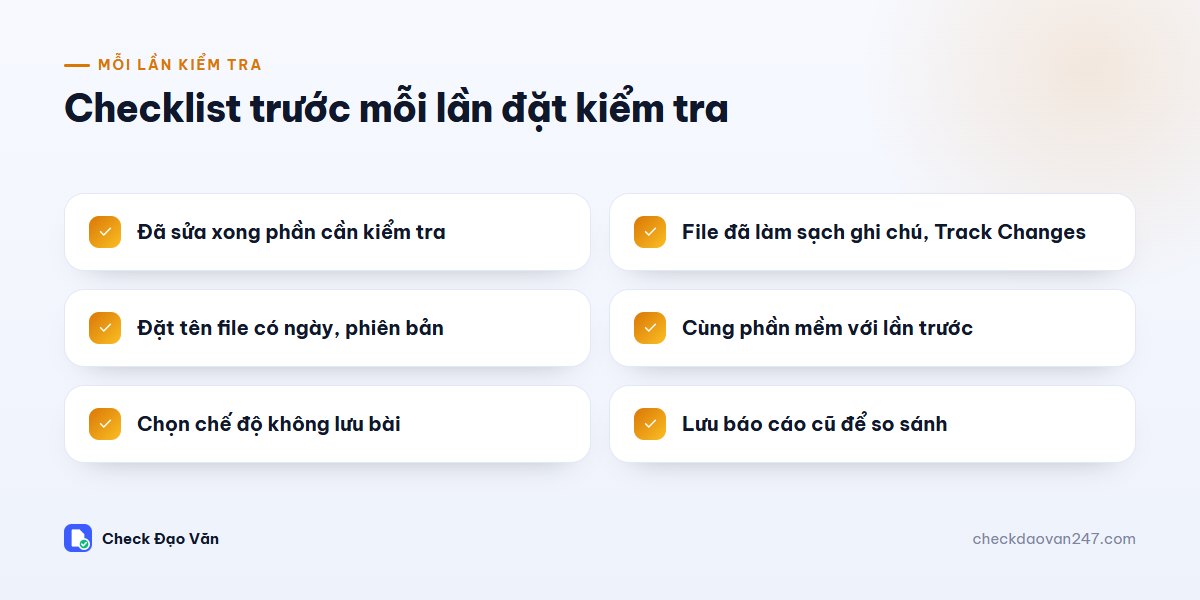 MỖI LẦN KIỂM TRA
Checklist trước mỗi lần đặt kiểm tra
Đã sửa xong phần cần kiểm tra
File đã làm sạch ghi chú, Track Changes
Đặt tên file có ngày, phiên bản
Cùng phần mềm với lần trước
Chọn chế độ không lưu bài
Lưu báo cáo cũ để so sánh
Check Đạo Văn
checkdaovan247.com